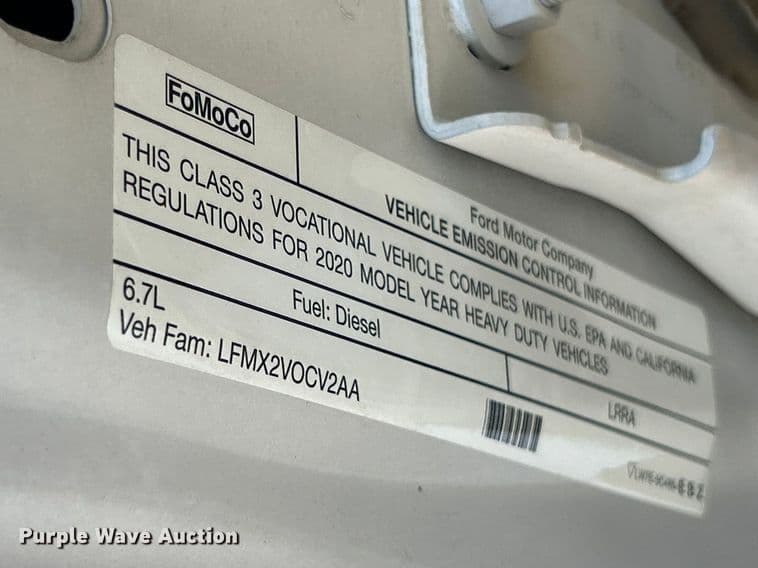 FoMoCo
Ford Motor Company
VEHICLE EMISSION CONTROL INFORMATION
THIS CLASS 3 VOCATIONAL VEHICLE COMPLIES WITH U.S. EPA AND CALIFORNIA
REGULATIONS FOR 2020 MODEL YEAR HEAVY DUTY VEHICLES
6.7L
Fuel: Diesel
LRRA
Veh Fam: LFMX2VOCV2AA
Purple Wave Auction